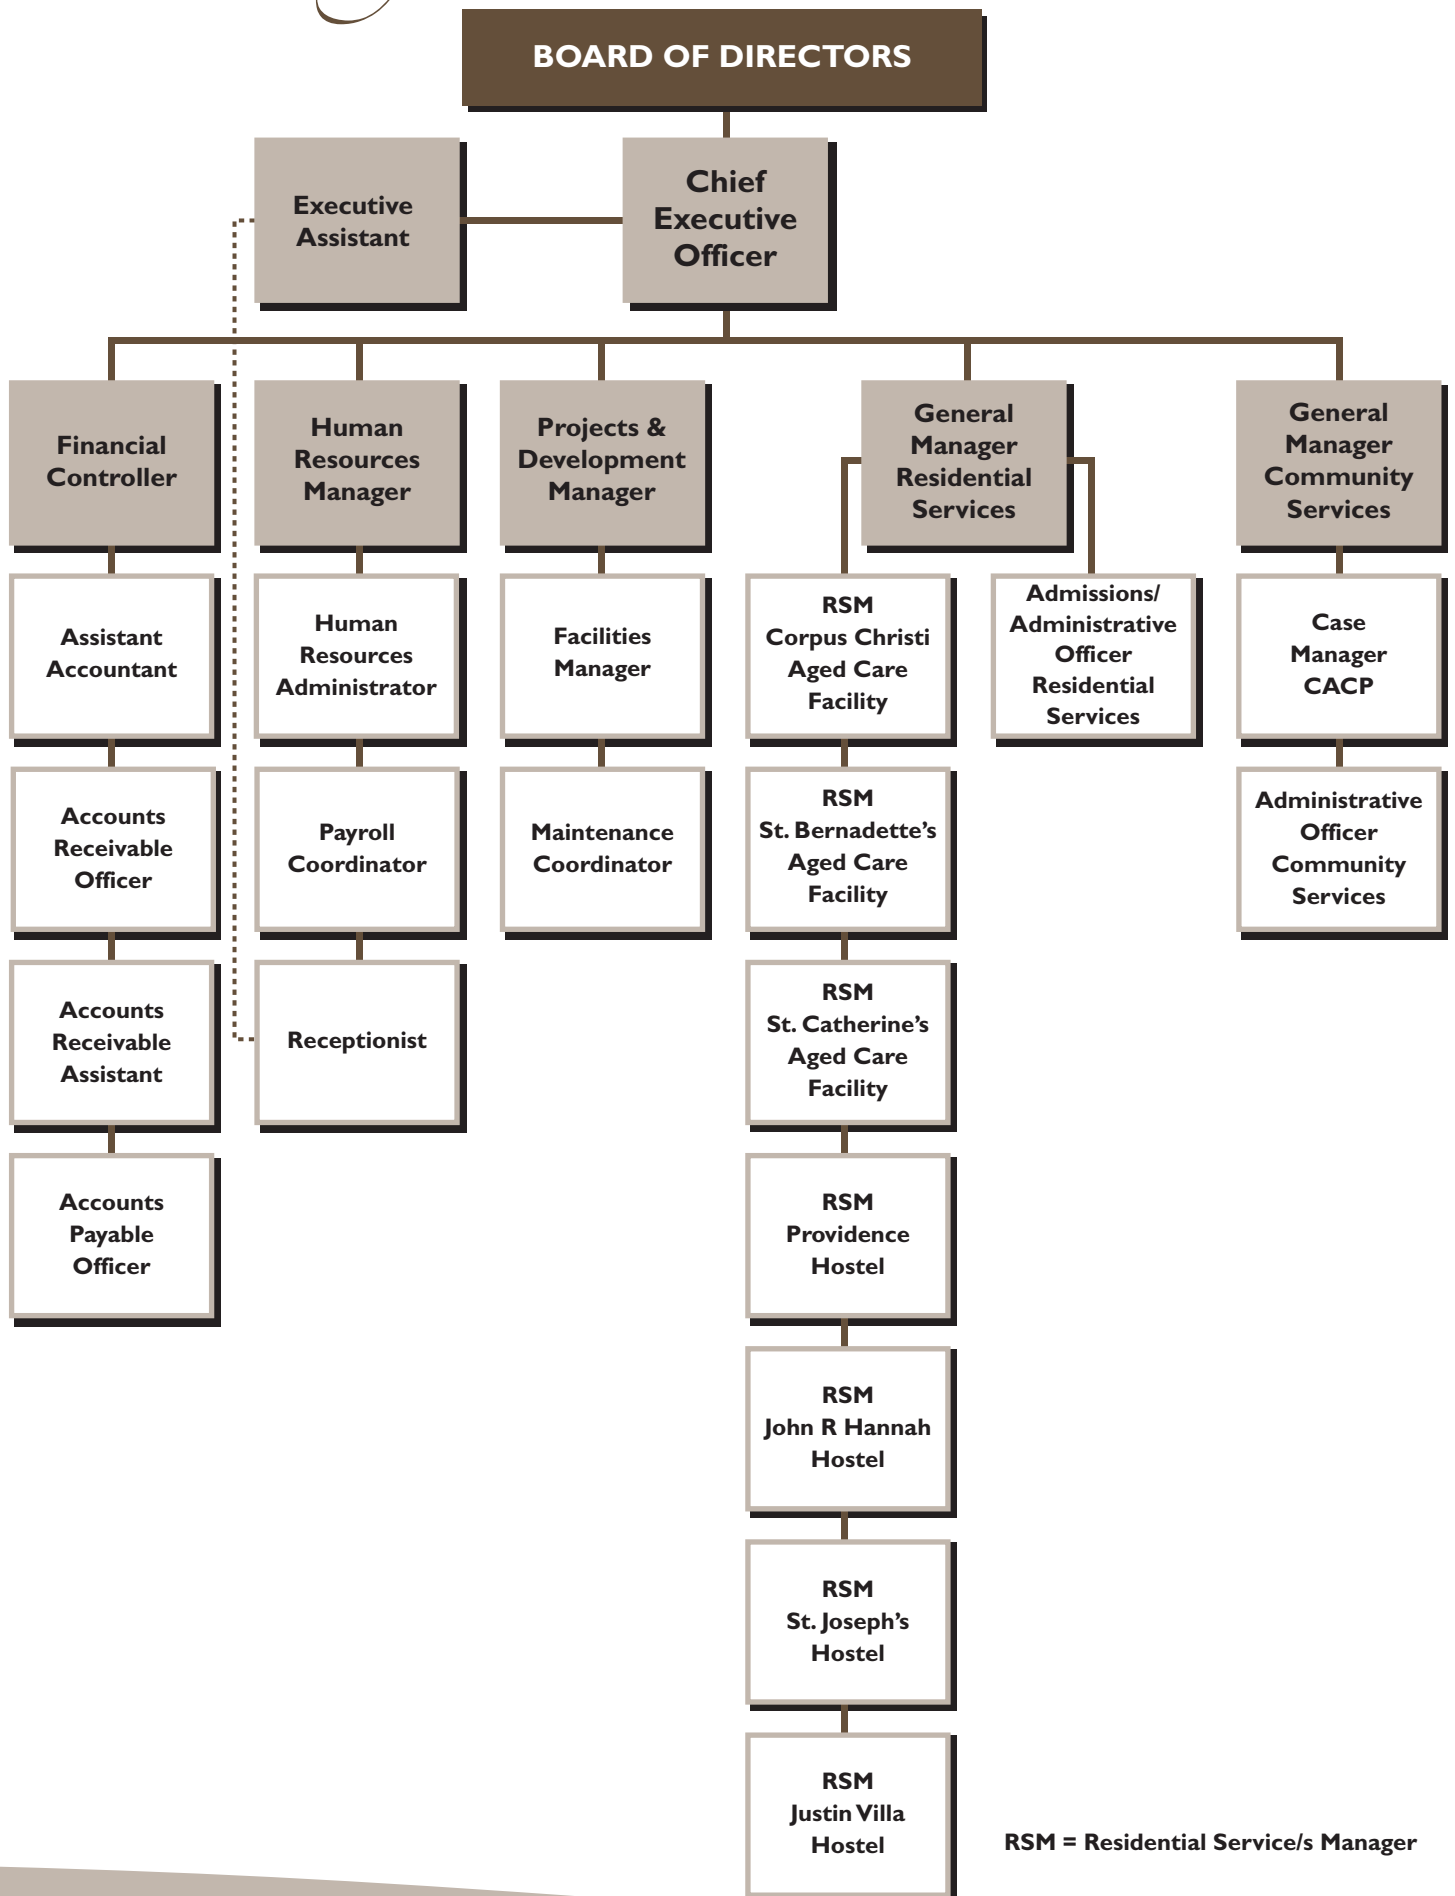 BOARD OF DIRECTORS
Executive
Assistant
Chief
Executive
Officer
Financial
Controller
Human
Resources
Manager
Projects &
Development
Manager
General
Manager
Residential
Services
General
Manager
Community
Services
Assistant
Accountant
Accounts
Receivable
Officer
Accounts
Receivable
Assistant
Accounts
Payable
Officer
Human
Resources
Administrator
Payroll
Coordinator
Receptionist
Facilities
Manager
Maintenance
Coordinator
RSM
Corpus Christi
Aged Care
Facility
RSM
St. Bernadette’s
Aged Care
Facility
RSM
St. Catherine’s
Aged Care
Facility
RSM
Providence
Hostel
RSM
John R Hannah
Hostel
RSM
St. Joseph’s
Hostel
RSM
Justin Villa
Hostel
Admissions/
Administrative
Officer
Residential
Services
Case
Manager
CACP
Administrative
Officer
Community
Services
RSM = Residential Service/s Manager